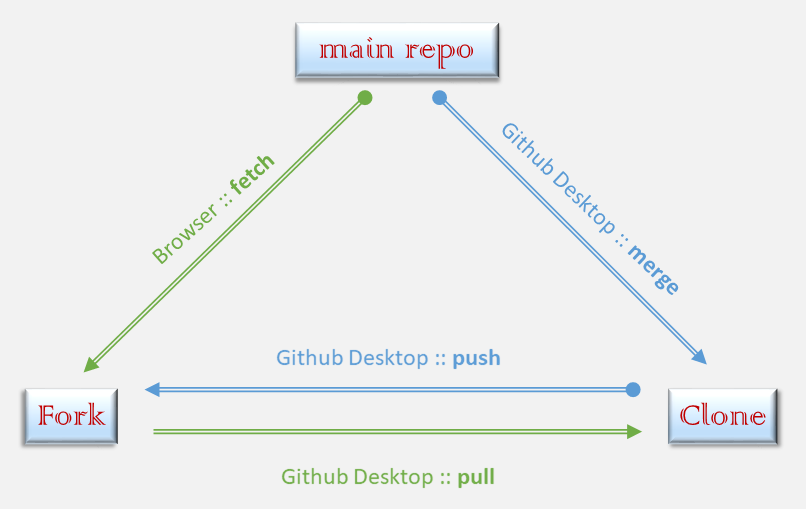 main repo
Browser :: fetch
Github Desktop :: merge
Github Desktop :: push
Fork
Clone
Github Desktop :: pull